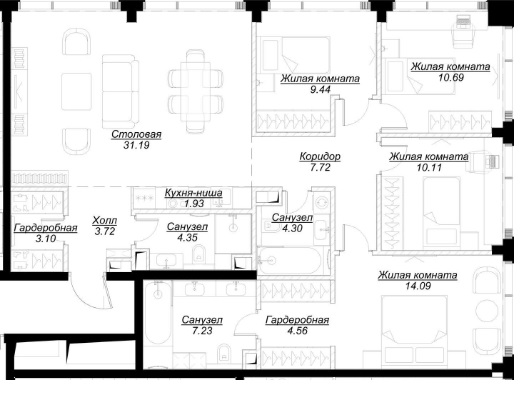 Жилая комната
9.44
Жилая комната
10.69
Столовая
31.19
Коридор
7.72
Жилая комната
10.11
Кухня-ниша
1.93
Гардеробная
3.10
Холл
3.72
Санузел
4.35
Санузел
4.30
Жилая комната
14.09
Санузел
7.23
Гардеробная
4.56